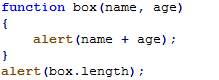 function box(name, age)
{
    alert(name + age);
}
alert(box.length);